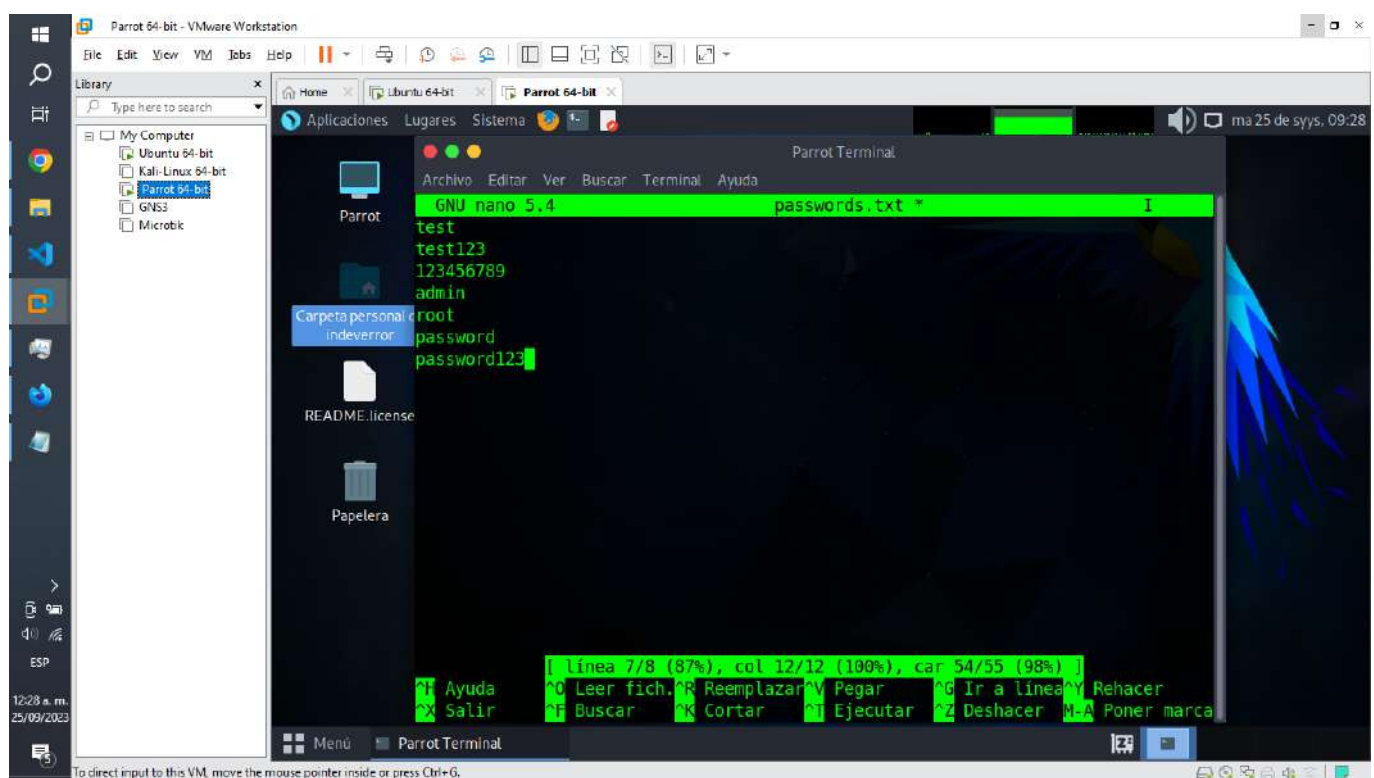 Parrot 64-bit - VMware Workstation
File Edit View VM Tabs Help
Library
Type here to search
My Computer
Ubuntu 64-bit
Kali-Linux 64-bit
Parrot 64-bit
GNS3
Microtik
Home
Ubuntu 64-bit
Parrot 64-bit
Aplicaciones Lugares Sistema
ma 25 de syys, 09:28
Parrot
Carpeta personal d
indeverror
README.license
Papelera
Parrot Terminal
Archivo Editar Ver Buscar Terminal Ayuda
GNU nano 5.4 passwords.txt *
test
test123
123456789
admin
root
password
password123
[ línea 7/8 (87%), col 12/12 (100%), car 54/55 (98%) ]
^H Ayuda ^O Leer fich. ^R Reemplazar ^V Pegar ^G Ir a línea ^Y Rehacer
^X Salir ^F Buscar ^K Cortar ^T Ejecutar ^Z Deshacer M-A Poner marca
Menú Parrot Terminal
ESP
12:28 a. m.
25/09/2023
5
To direct input to this VM, move the mouse pointer inside or press Ctrl+G.